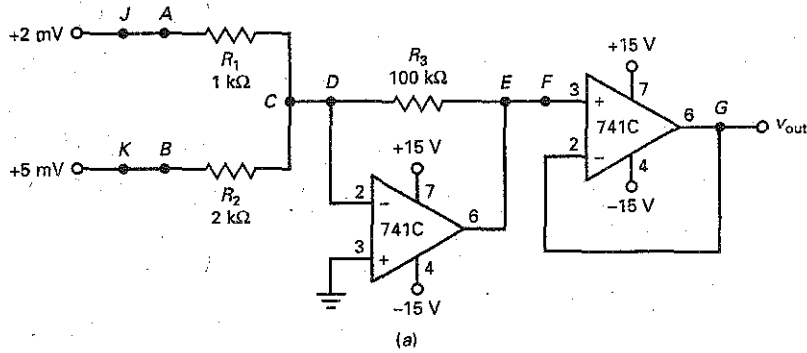 +2 mV J A R1 1 kΩ
+5 mV K B R2 2 kΩ
C D R3 100 kΩ E F
+15 V
7
2 −
741C 6
3 +
4
−15 V
+15 V
7
3 +
741C 6 G vout
2 −
4
−15 V
(a)